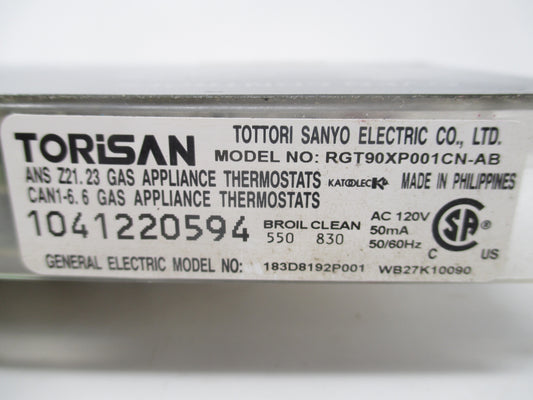 TORiSAN TOTTORI SANYO ELECTRIC CO., LTD.
MODEL NO: RGT90XP001CN-AB
ANS Z21.23 GAS APPLIANCE THERMOSTATS KATOOLEC K MADE IN PHILIPPINES
CAN1-6.6 GAS APPLIANCE THERMOSTATS
1041220594 BROIL CLEAN AC 120V
550 830 50mA
50/60Hz
SA ®
C US
GENERAL ELECTRIC MODEL NO: 183D8192P001 WB27K10090